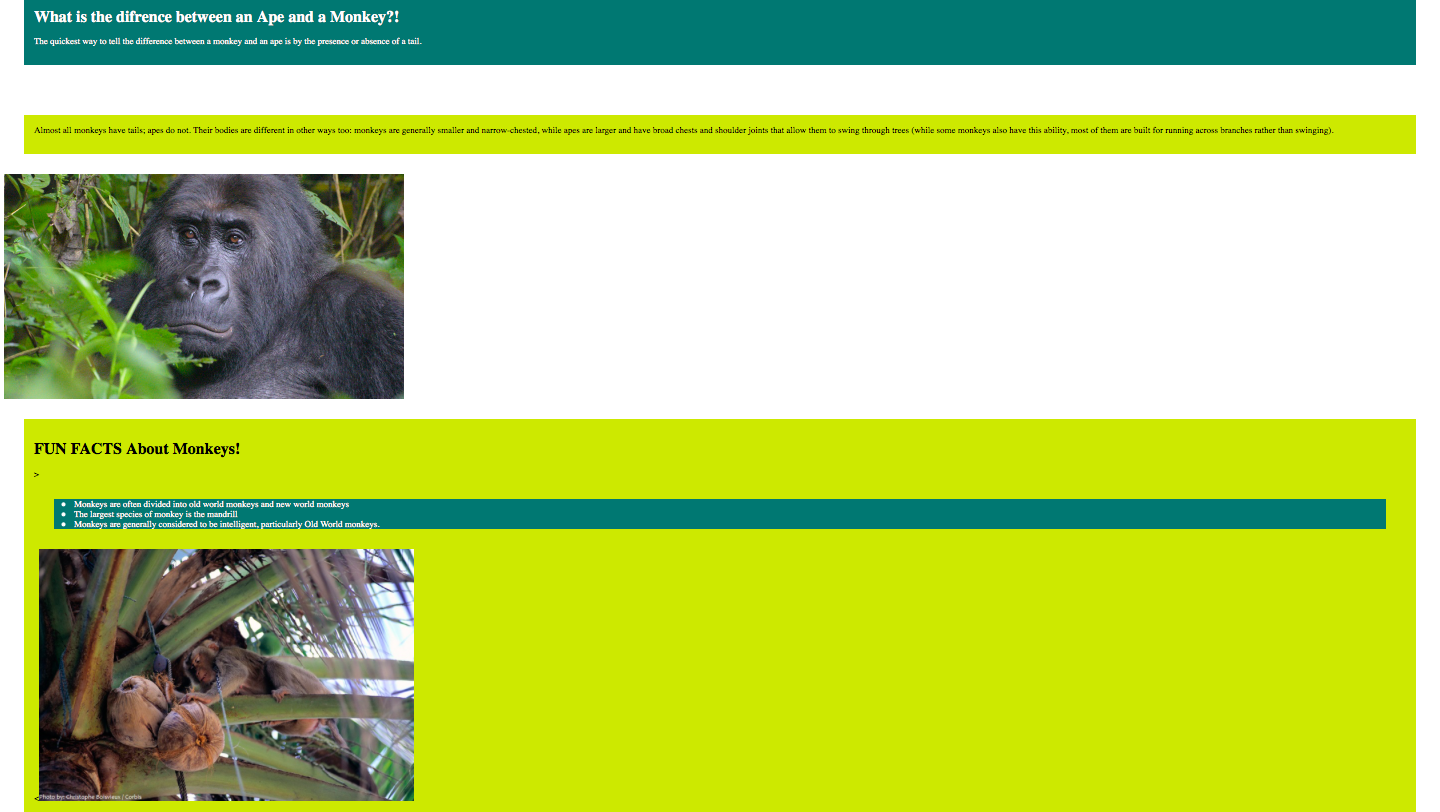 What is the difrence between an Ape and a Monkey?!
The quickest way to tell the difference between a monkey and an ape is by the presence or absence of a tail.
Almost all monkeys have tails; apes do not. Their bodies are different in other ways too: monkeys are generally smaller and narrow-chested, while apes are larger and have broad chests and shoulder joints that allow them to swing through trees (while some monkeys also have this ability, most of them are built for running across branches rather than swinging).
FUN FACTS About Monkeys!
>
Monkeys are often divided into old world monkeys and new world monkeys
The largest species of monkey is the mandrill
Monkeys are generally considered to be intelligent, particularly Old World monkeys.
<Photo by: Christophe Boisvieux / Corbis